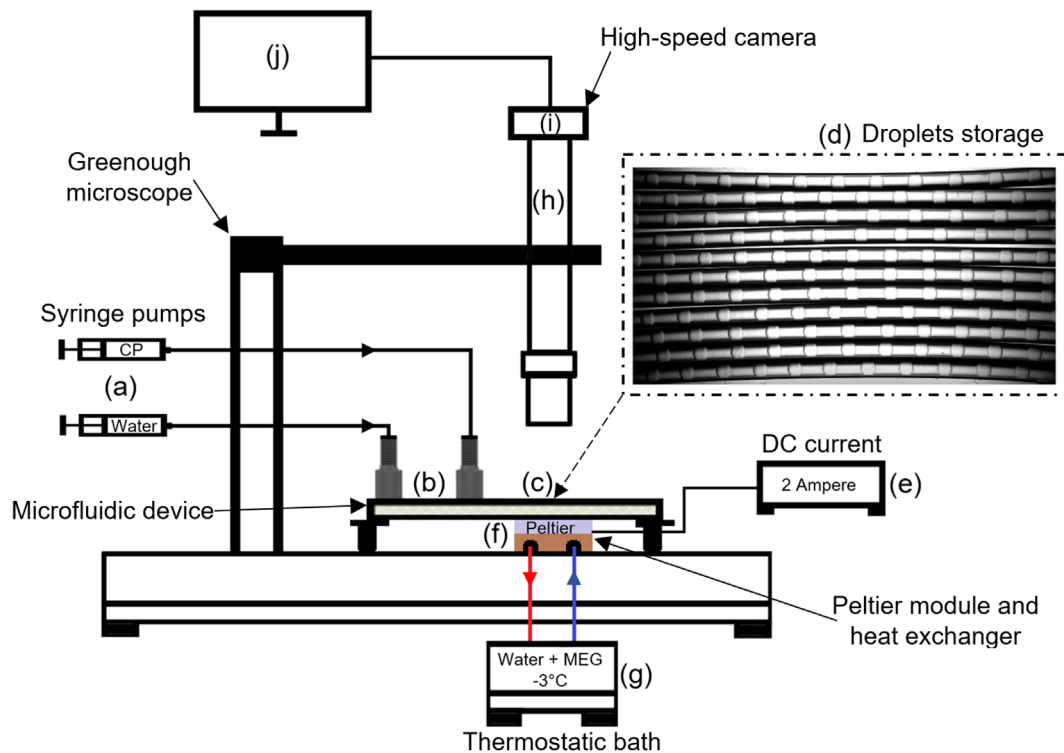 (j)
High-speed camera
(i)
(d) Droplets storage
Greenough
microscope
(h)
Syringe pumps
CP
(a)
Water
DC current
2 Ampere
(e)
(b)
(c)
Microfluidic device
(f)
Peltier
Peltier module and
heat exchanger
Water + MEG
-3°C
(g)
Thermostatic bath